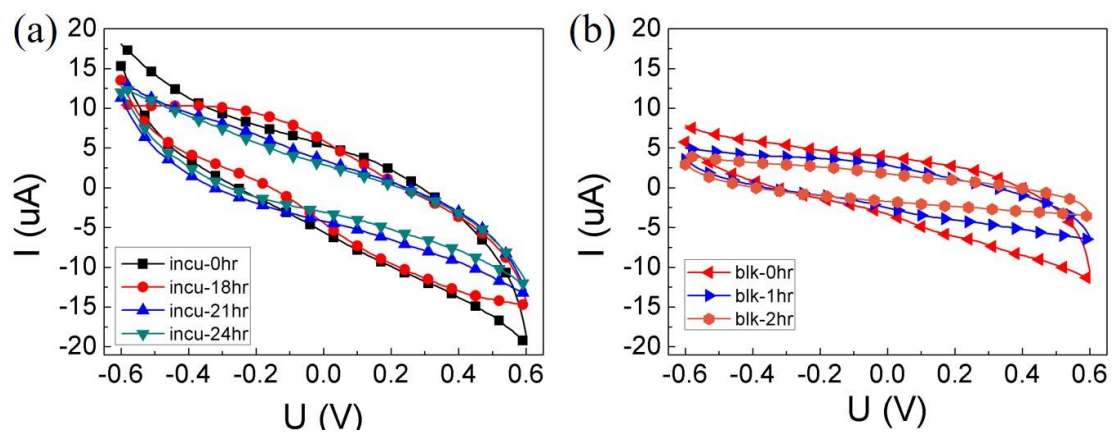 (a)
20
15
10
5
0
-5
-10
-15
-20
I (uA)
incu-0hr
incu-18hr
incu-21hr
incu-24hr
-0.6 -0.4 -0.2 0.0 0.2 0.4 0.6
U (V)
(b)
20
15
10
5
0
-5
-10
-15
-20
I (uA)
blk-0hr
blk-1hr
blk-2hr
-0.6 -0.4 -0.2 0.0 0.2 0.4 0.6
U (V)